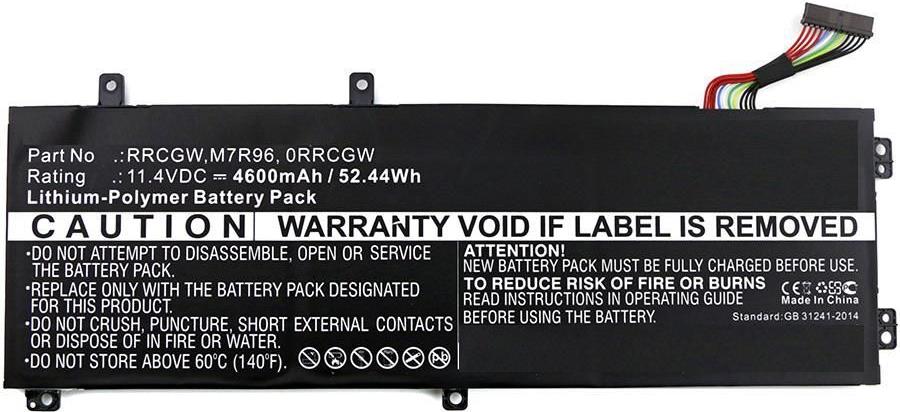 Part No .:RRCGW,M7R96, 0RRCGW
Rating .:11.4VDC ⎓ 4600mAh / 52.44Wh
Lithium-Polymer Battery Pack
CAUTION
WARRANTY VOID IF LABEL IS REMOVED
•DO NOT ATTEMPT TO DISASSEMBLE, OPEN OR SERVICE
THE BATTERY PACK.
•REPLACE ONLY WITH THE BATTERY PACK DESIGNATED
FOR THIS PRODUCT.
•DO NOT CRUSH, PUNCTURE, SHORT EXTERNAL CONTACTS
OR DISPOSE OF IN FIRE OR WATER.
•DO NOT STORE ABOVE 60°C (140°F).
ATTENTION!
NEW BATTERY PACK MUST BE FULLY CHARGED BEFORE USE.
TO REDUCE RISK OF FIRE OR BURNS
READ INSTRUCTIONS IN OPERATING GUIDE
BEFORE USING THE BATTERY.
CE
Made In China
Standard:GB 31241-2014
Pb